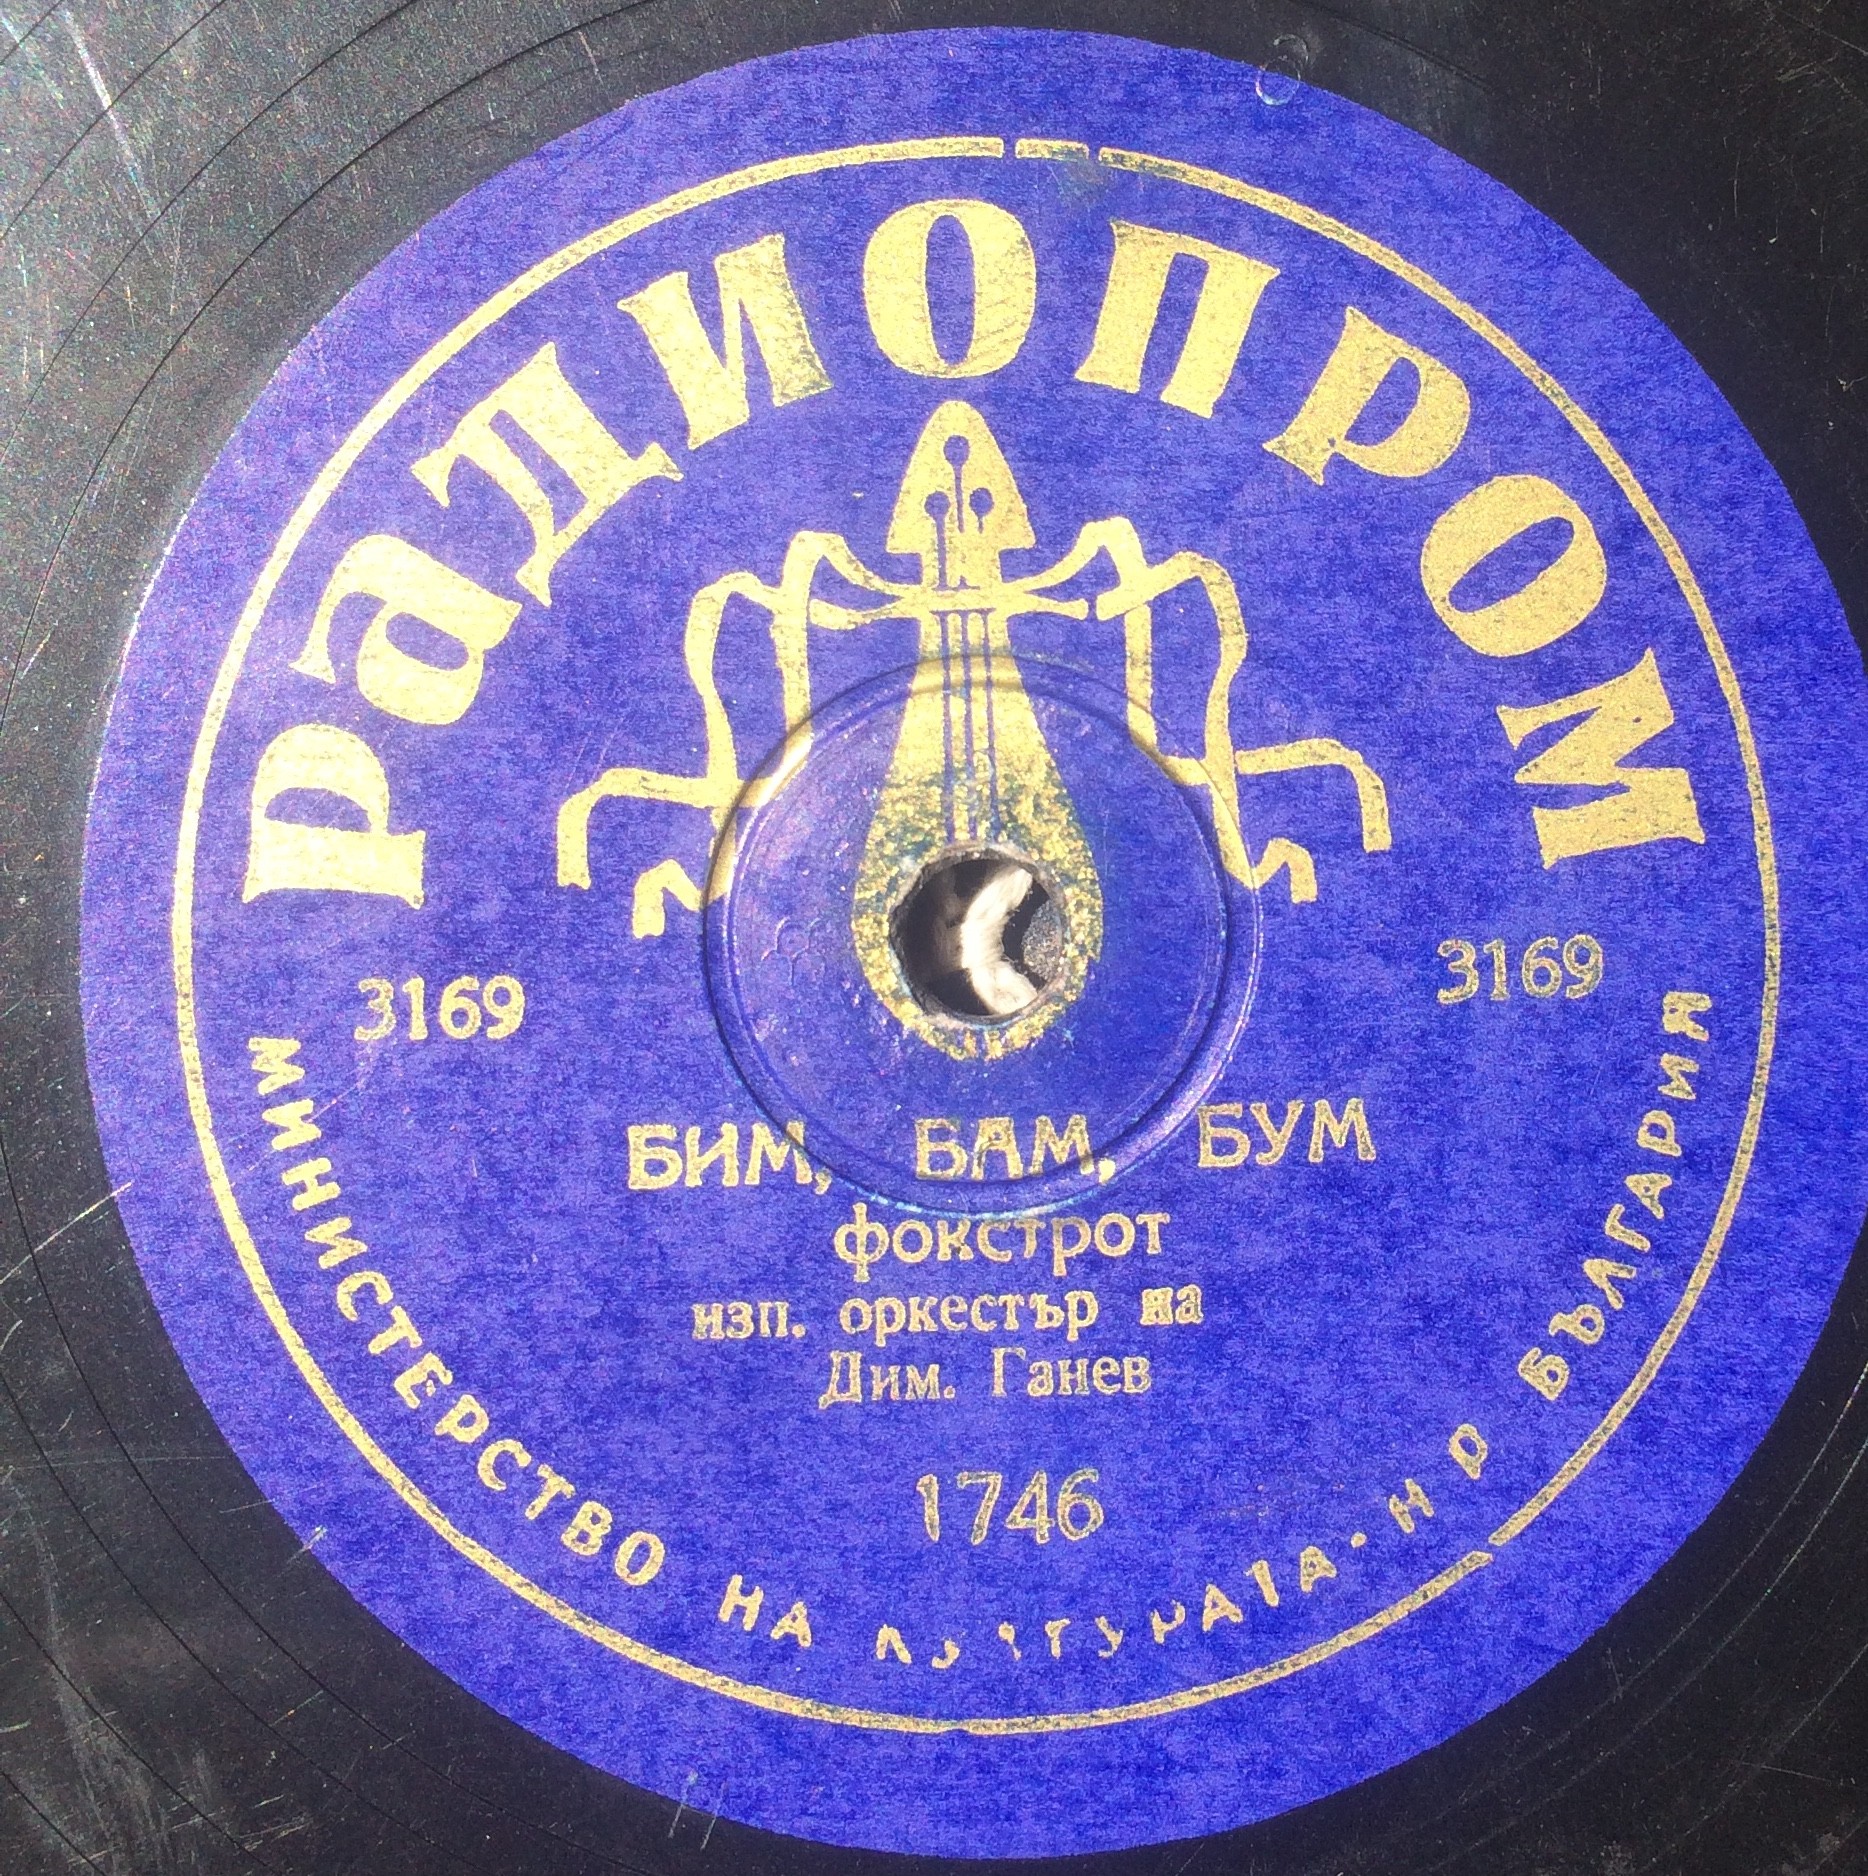 РАДИОПРОМ
3169 3169
БИМ, БАМ, БУМ
фокстрот
изп. оркестър на
Дим. Ганев
1746
МИНИСТЕРСТВО НА КУЛТУРАТА · Н Р БЪЛГАРИЯ